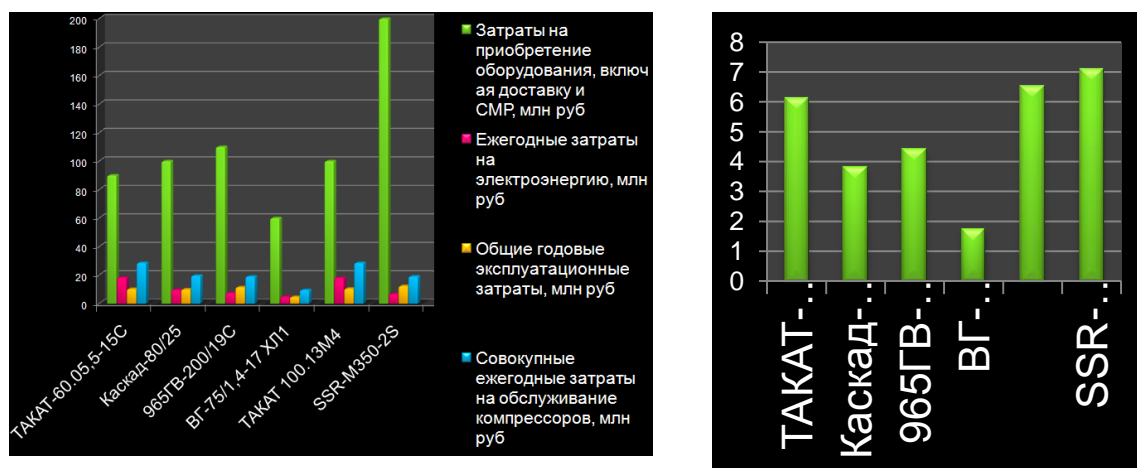 200
180
160
140
120
100
80
60
40
20
0
ТАКАТ-60.05,5-15С
Каскад-80/25
965ГВ-200/19С
ВГ-75/1,4-17 ХЛ1
ТАКАТ 100.13М4
SSR-M350-2S
Затраты на
приобретение
оборудования, включ
ая доставку и
СМР, млн руб
Ежегодные затраты
на
электроэнергию, млн
руб
Общие годовые
эксплуатационные
затраты, млн руб
Совокупные
ежегодные затраты
на обслуживание
компрессоров, млн
руб
8
7
6
5
4
3
2
1
0
ТАКАТ-…
Каскад-…
965ГВ-…
ВГ-…
SSR-…